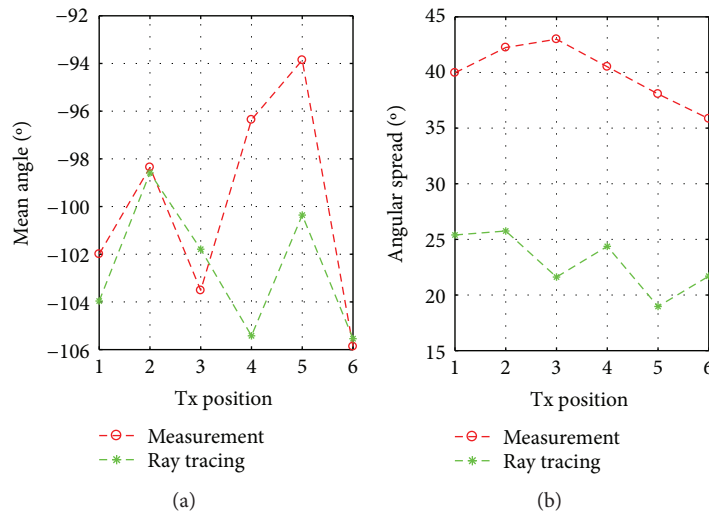 −92
−94
−96
−98
−100
−102
−104
−106
Mean angle (º)
1 2 3 4 5 6
Tx position
Measurement
Ray tracing
(a)
45
40
35
30
25
20
15
Angular spread (º)
1 2 3 4 5 6
Tx position
Measurement
Ray tracing
(b)